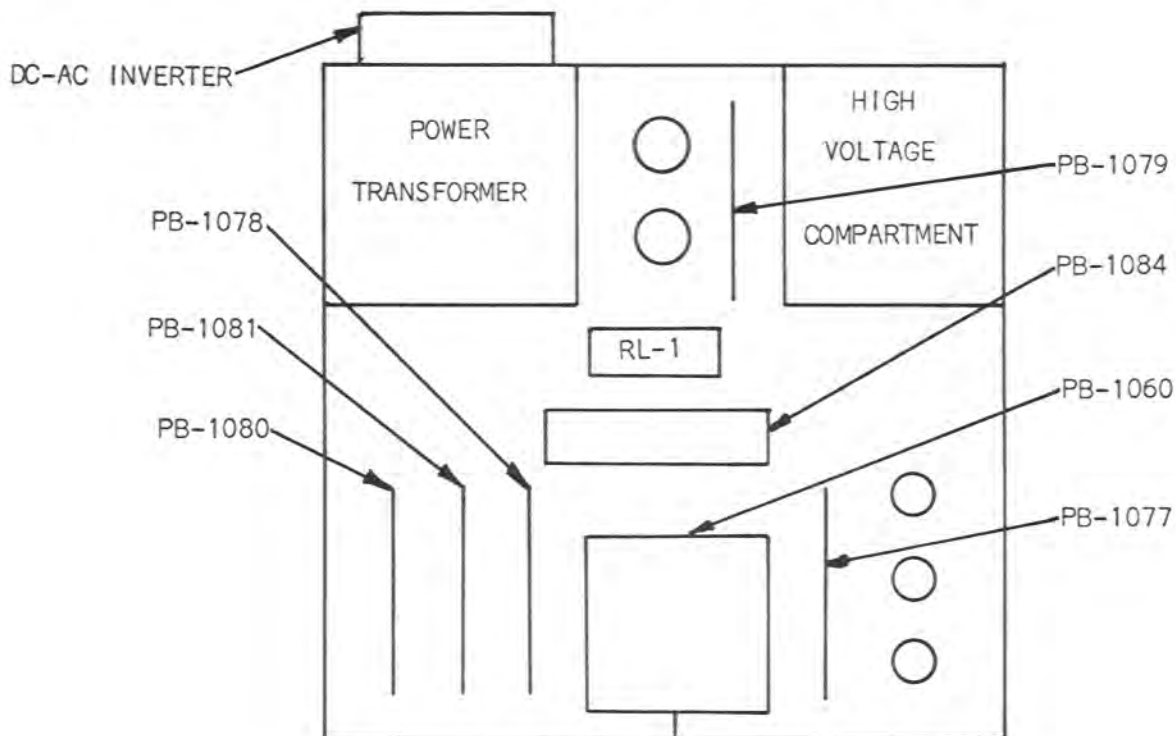 DC-AC INVERTER
POWER
TRANSFORMER
HIGH
VOLTAGE
COMPARTMENT
PB-1079
PB-1078
PB-1084
PB-1081
RL-1
PB-1060
PB-1080
PB-1077